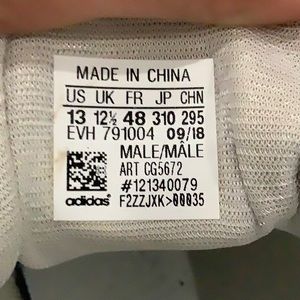 MADE IN CHINA
US UK FR JP CHN
13 12½ 48 310 295
EVH 791004 09/18
MALE/MÂLE
ART CG5672
#121340079
adidas F2ZZJXK>00035